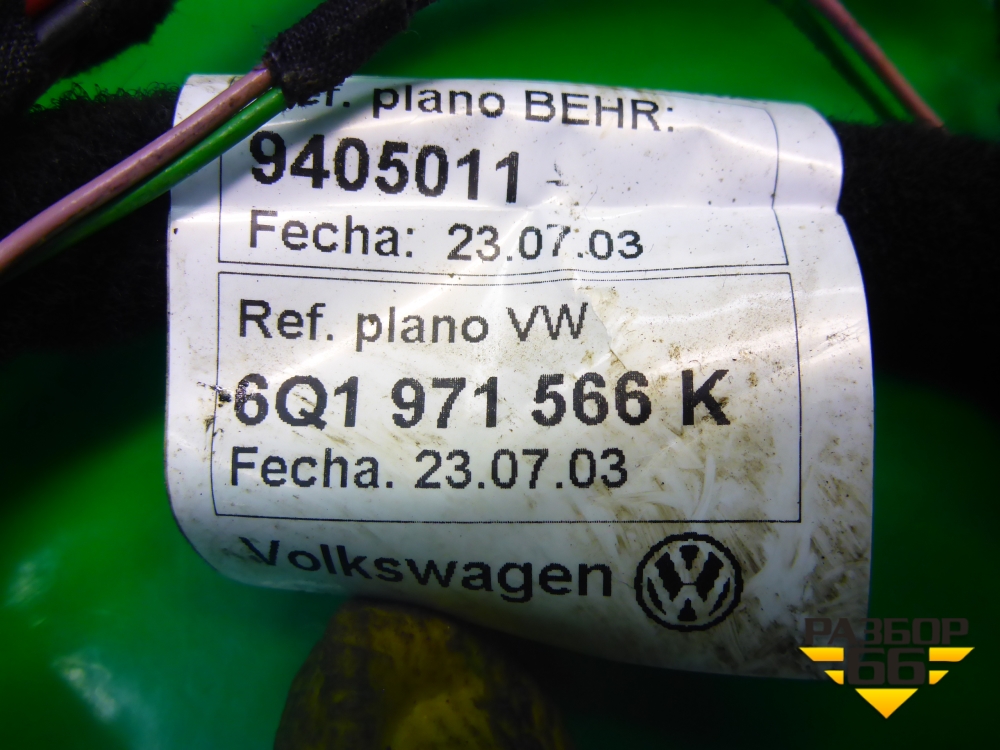 Ref. plano BEHR:
9405011
Fecha: 23.07.03
Ref. plano VW
6Q1 971 566 K
Fecha. 23.07.03
Volkswagen
РАЗБОР
66